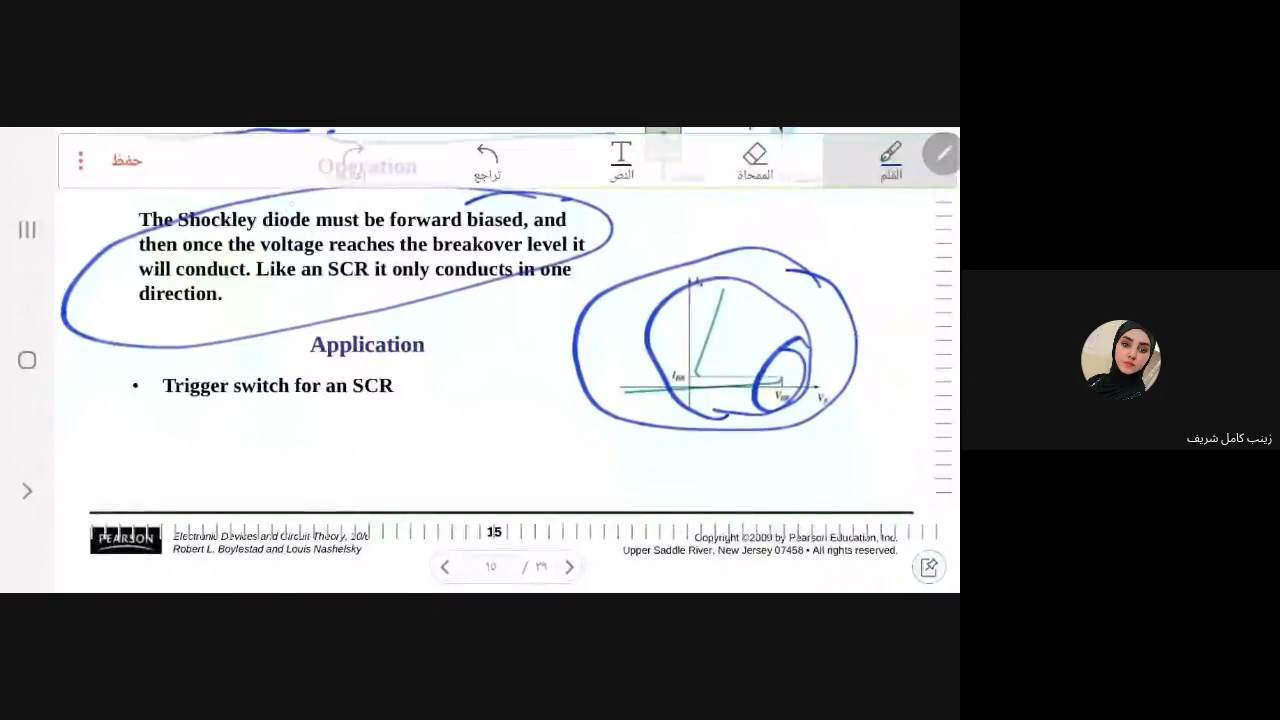 حفظ
تراجع
النص
الممحاة
القلم
Operation
The Shockley diode must be forward biased, and
then once the voltage reaches the breakover level it
will conduct. Like an SCR it only conducts in one
direction.
Application
• Trigger switch for an SCR
PEARSON
Electronic Devices and Circuit Theory, 10/e
Robert L. Boylestad and Louis Nashelsky
15
Copyright ©2009 by Pearson Education, Inc.
Upper Saddle River, New Jersey 07458 • All rights reserved.
١٥ / ٢٩
زينب كامل شريف